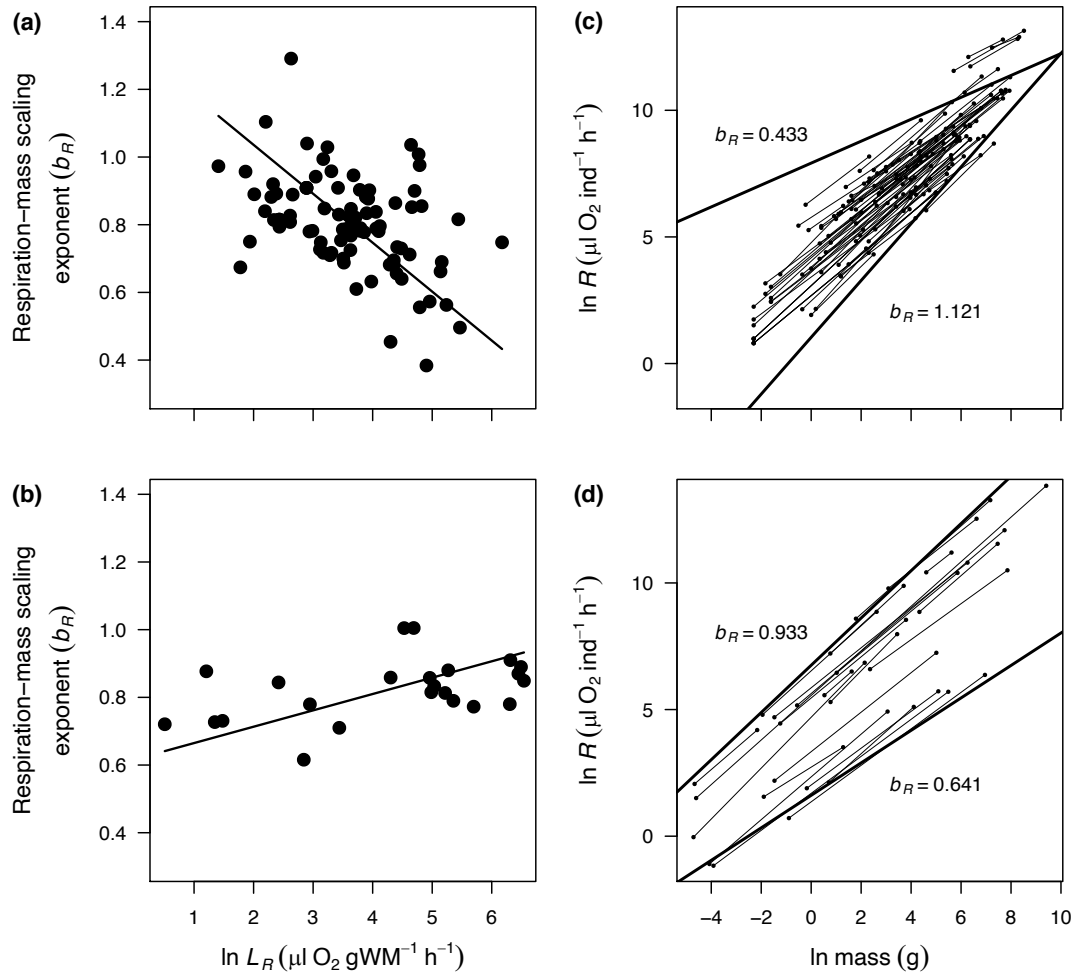 (a)
Respiration−mass scaling
exponent (b_R)
1.4
1.2
1.0
0.8
0.6
0.4
(c)
ln R (µl O₂ ind⁻¹ h⁻¹)
10
5
0
b_R = 0.433
b_R = 1.121
(b)
Respiration−mass scaling
exponent (b_R)
1.4
1.2
1.0
0.8
0.6
0.4
1 2 3 4 5 6
ln L_R (µl O₂ gWM⁻¹ h⁻¹)
(d)
ln R (µl O₂ ind⁻¹ h⁻¹)
10
5
0
b_R = 0.933
b_R = 0.641
−4 −2 0 2 4 6 8 10
ln mass (g)